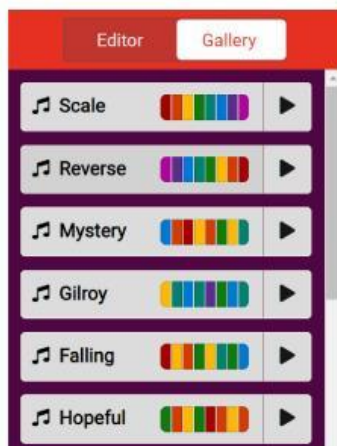 Editor Gallery
Scale
Reverse
Mystery
Gilroy
Falling
Hopeful